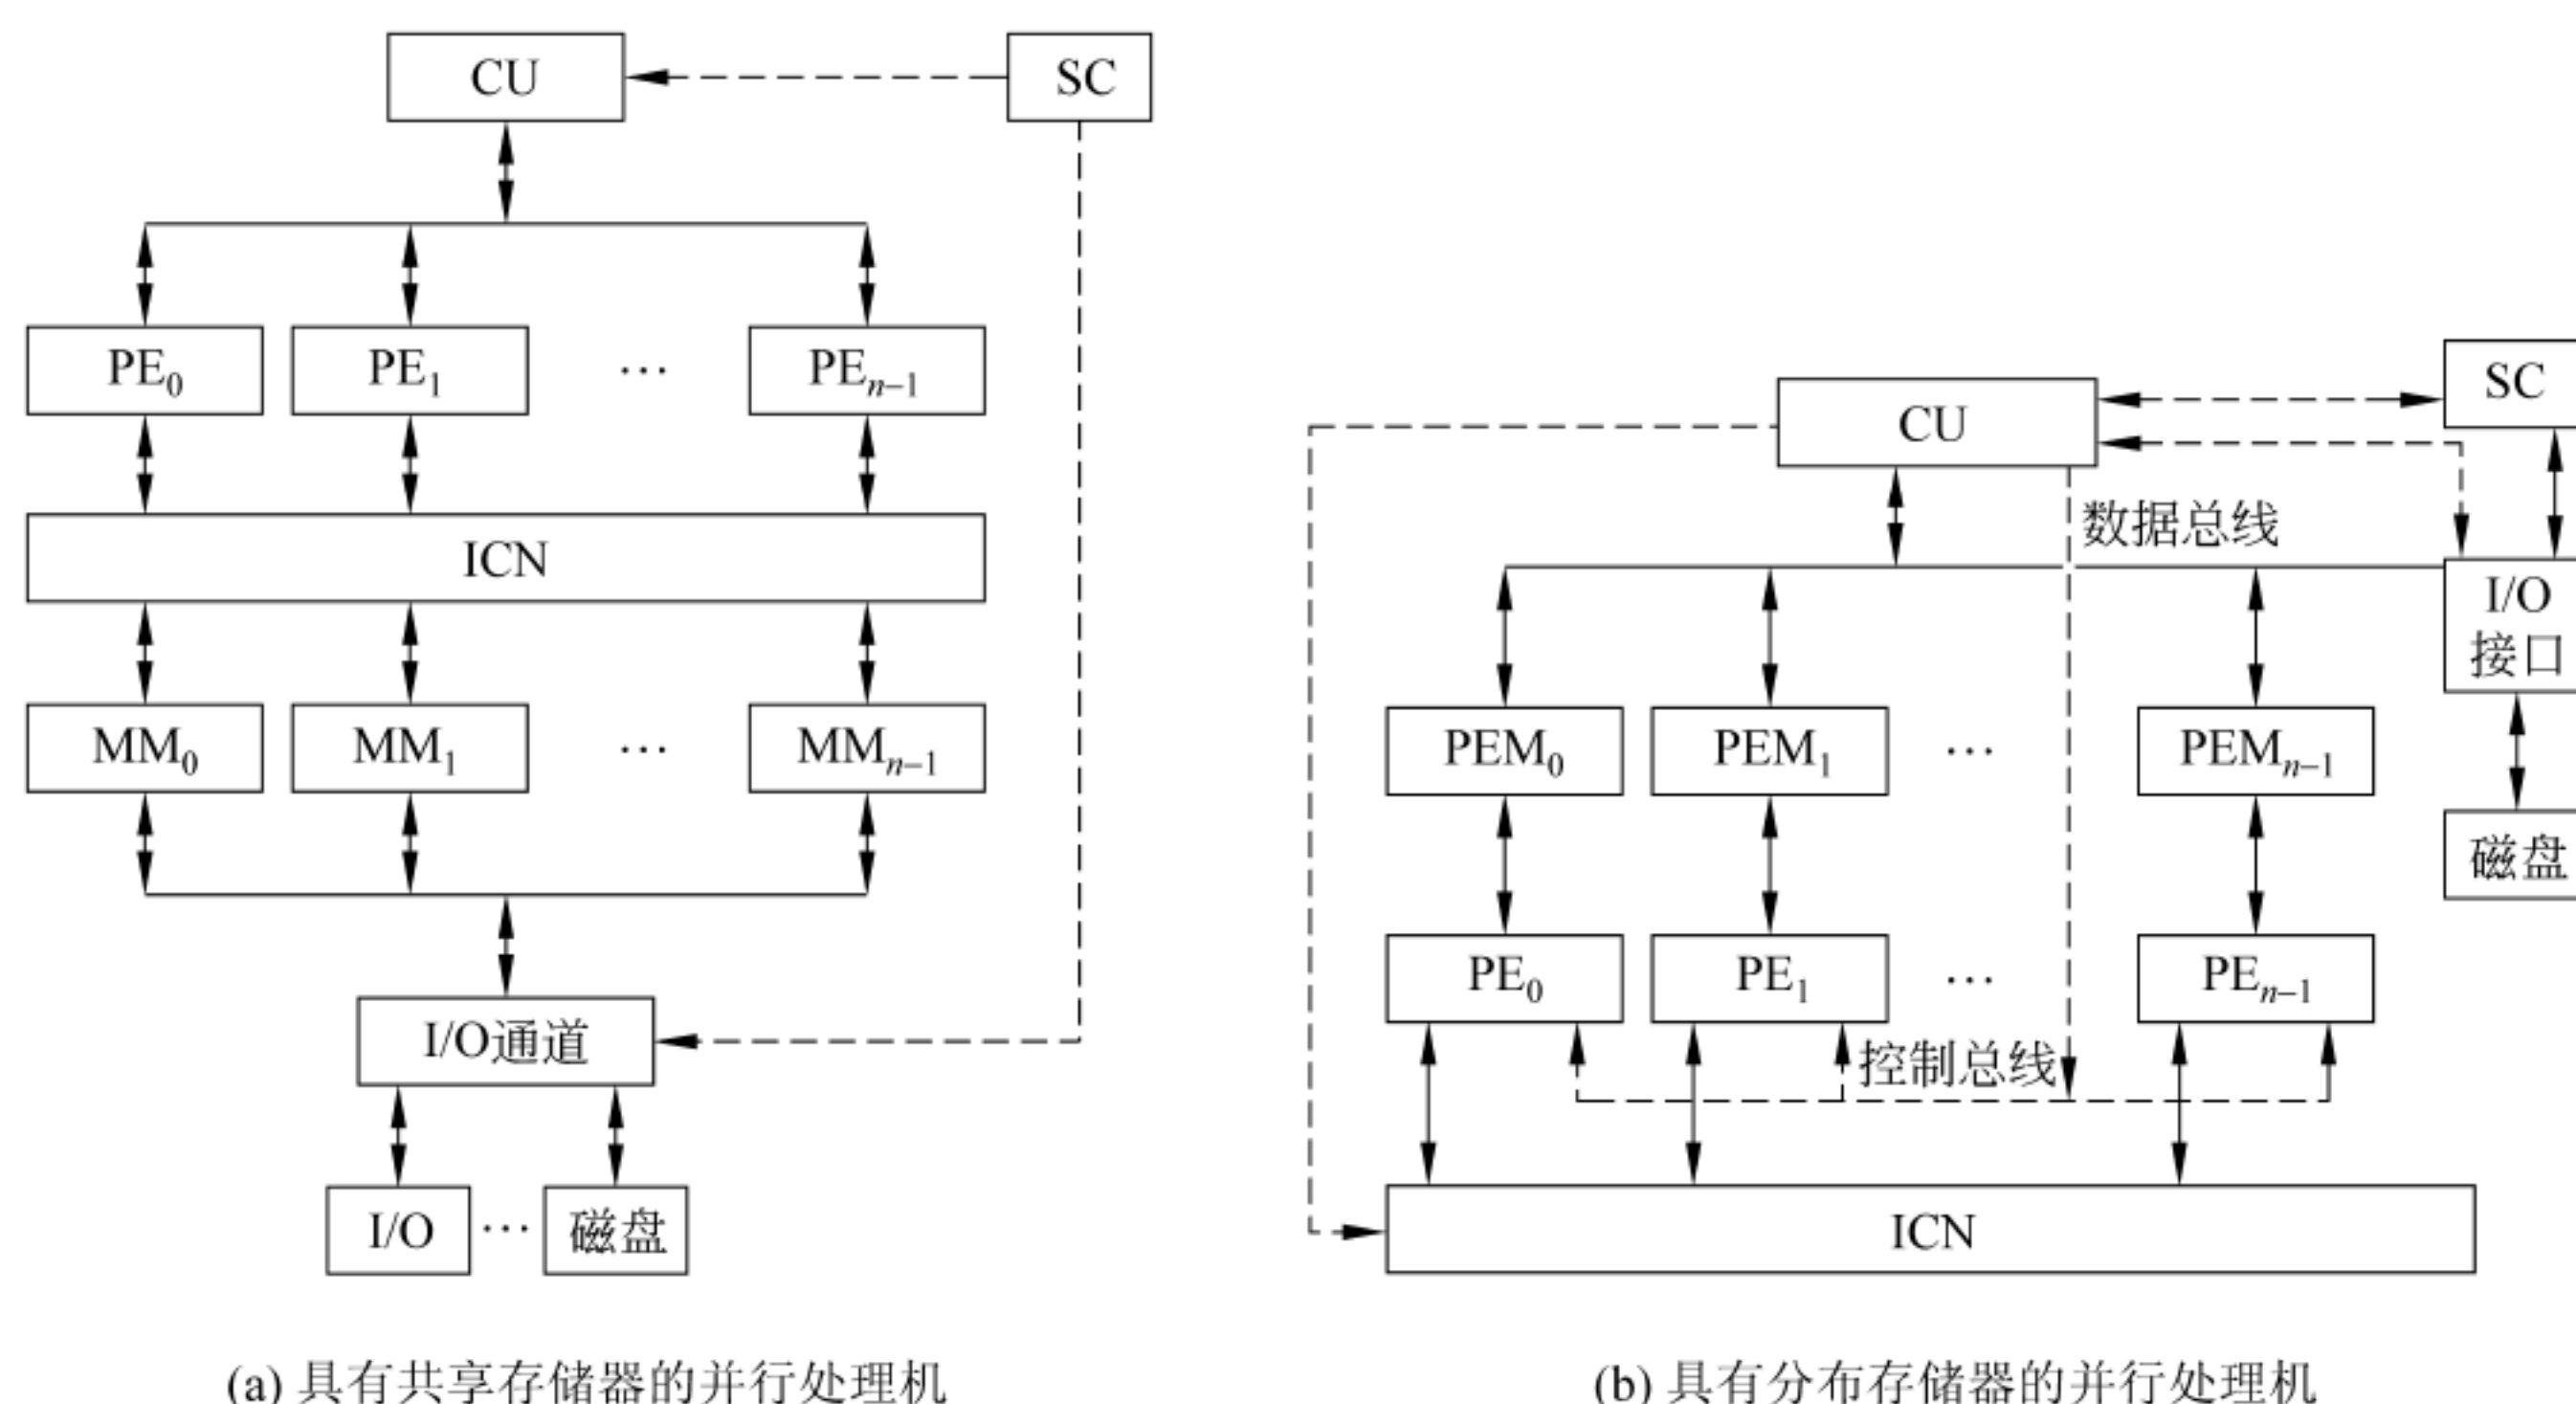 CU
SC
PE0 PE1 … PEn−1
ICN
MM0 MM1 … MMn−1
I/O通道
I/O … 磁盘
(a) 具有共享存储器的并行处理机
SC
CU
数据总线
I/O
接口
PEM0 PEM1 … PEMn−1
磁盘
PE0 PE1 … PEn−1
控制总线
ICN
(b) 具有分布存储器的并行处理机